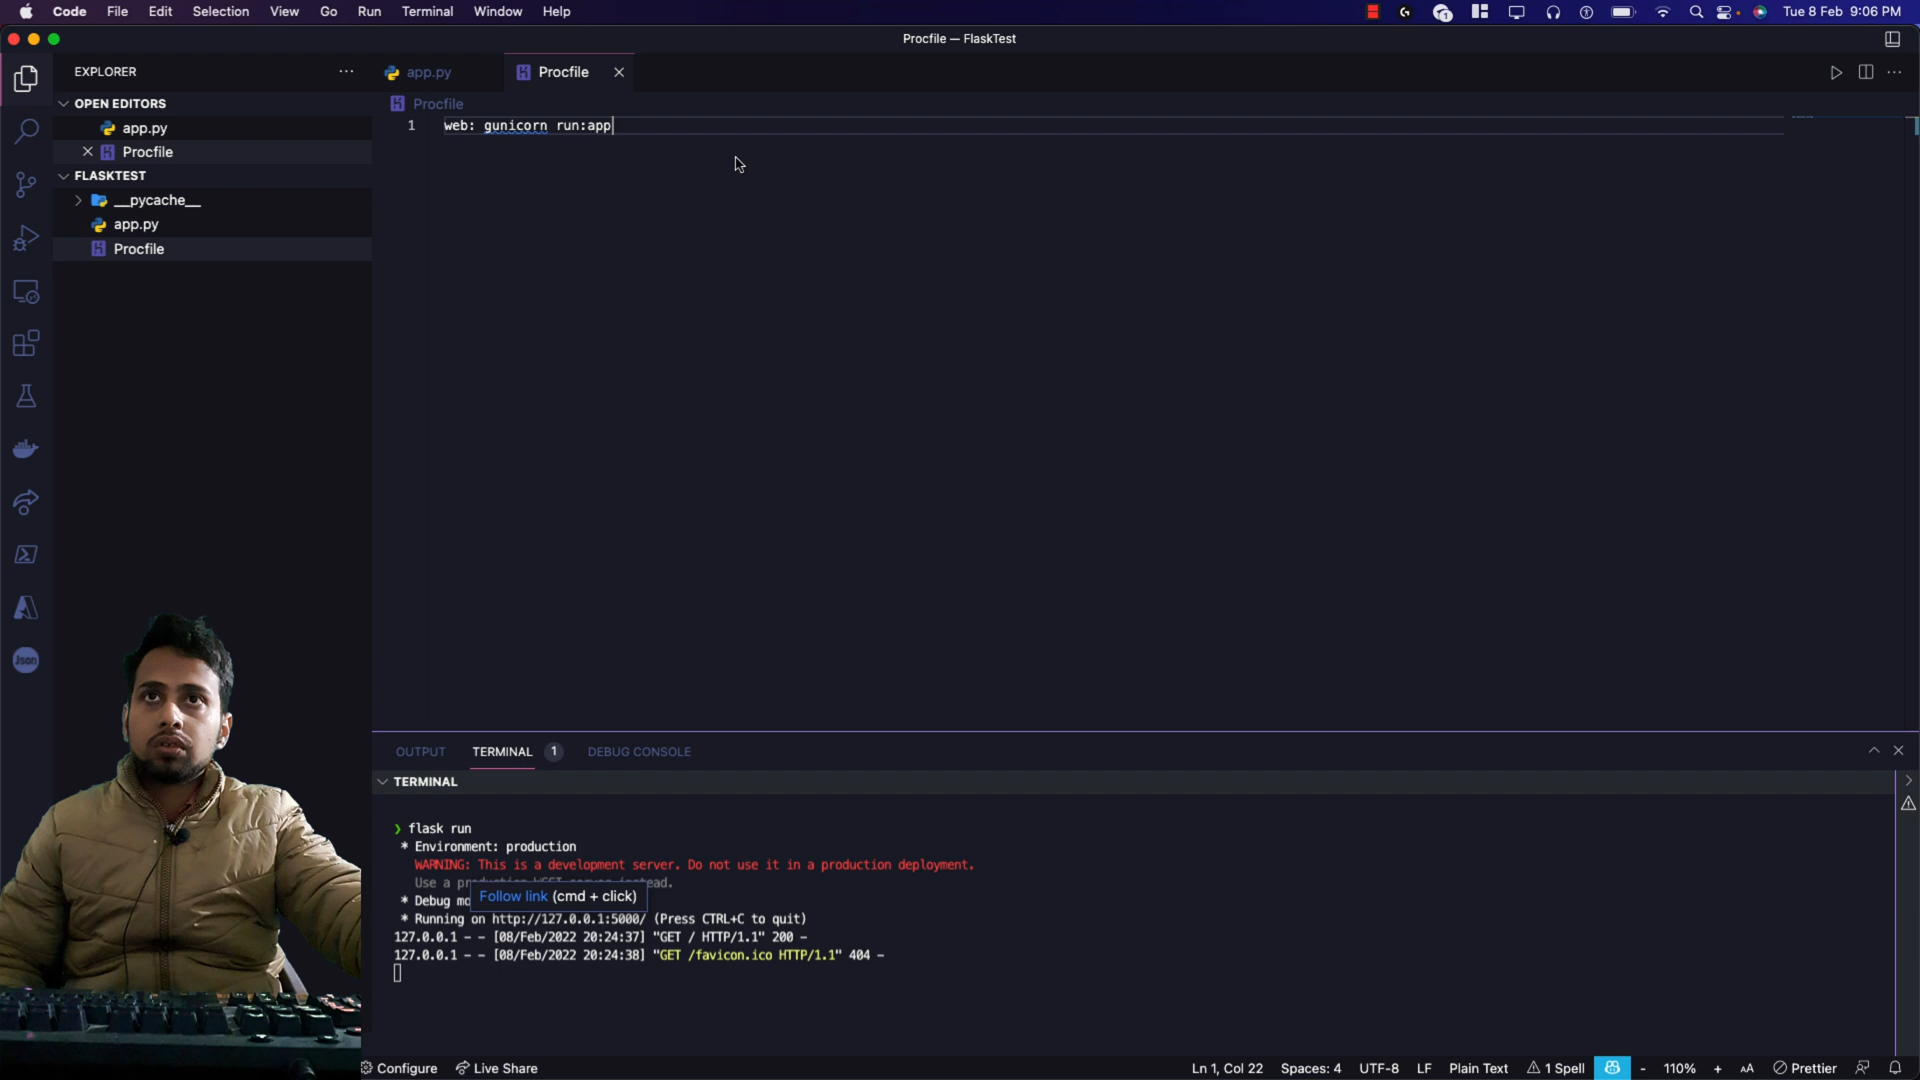 Code File Edit Selection View Go Run Terminal Window Help
1
Tue 8 Feb 9:06 PM
Procfile — FlaskTest
EXPLORER
app.py
Procfile
OPEN EDITORS
app.py
Procfile
FLASKTEST
__pycache__
app.py
Procfile
Procfile
1 web: gunicorn run:app
Json
OUTPUT TERMINAL 1 DEBUG CONSOLE
TERMINAL
❯ flask run
* Environment: production
WARNING: This is a development server. Do not use it in a production deployment.
Use a instead.
Follow link (cmd + click)
* Debug
* Running on http://127.0.0.1:5000/ (Press CTRL+C to quit)
127.0.0.1 - - [08/Feb/2022 20:24:37] "GET / HTTP/1.1" 200 -
127.0.0.1 - - [08/Feb/2022 20:24:38] "GET /favicon.ico HTTP/1.1" 404 -
Configure Live Share
Ln 1, Col 22 Spaces: 4 UTF-8 LF Plain Text 1 Spell - 110% + AA Prettier